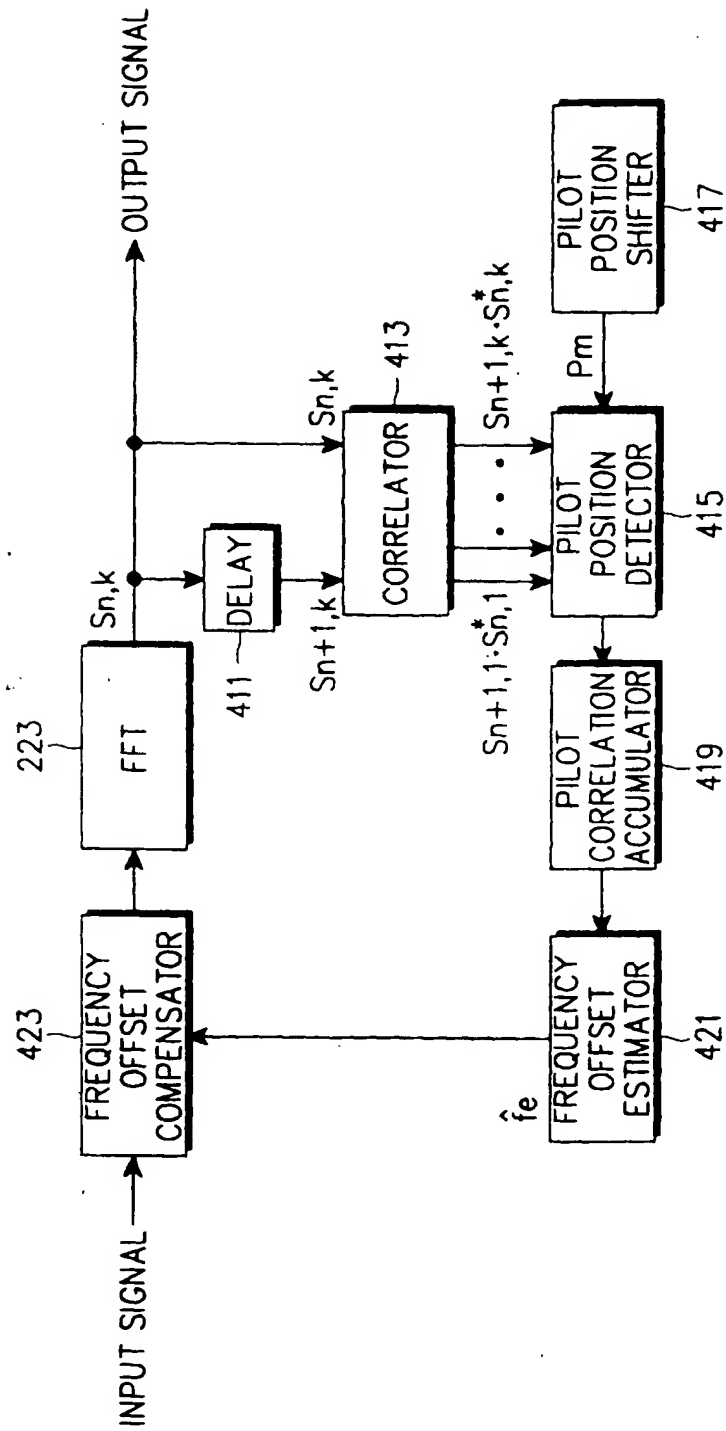 INPUT SIGNAL
423
FREQUENCY
OFFSET
COMPENSATOR
223
FFT
Sn,k
OUTPUT SIGNAL
411
DELAY
Sn+1,k
Sn,k
CORRELATOR
413
Sn+1,1·S*n,1
Sn+1,k·S*n,k
f̂e
FREQUENCY
OFFSET
ESTIMATOR
421
PILOT
CORRELATION
ACCUMULATOR
419
PILOT
POSITION
DETECTOR
415
Pm
PILOT
POSITION
SHIFTER
417